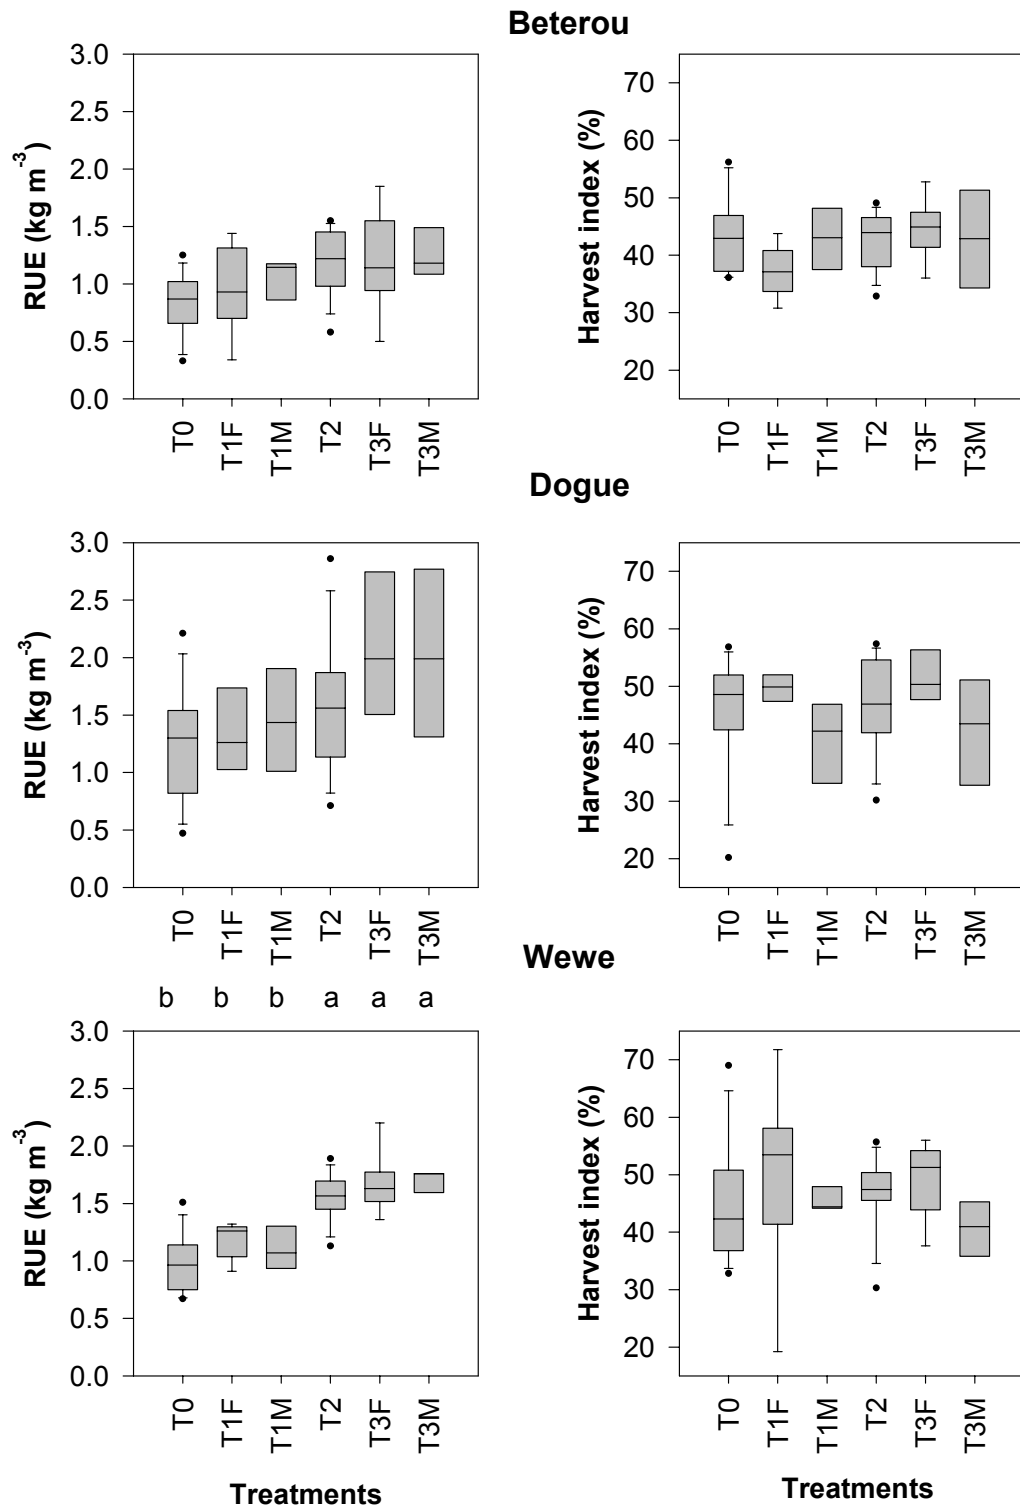 Beterou
RUE (kg m⁻³)
3.0
2.5
2.0
1.5
1.0
0.5
0.0
T0 T1F T1M T2 T3F T3M
Harvest index (%)
70
60
50
40
30
20
T0 T1F T1M T2 T3F T3M
Dogue
RUE (kg m⁻³)
3.0
2.5
2.0
1.5
1.0
0.5
0.0
T0 T1F T1M T2 T3F T3M
Harvest index (%)
70
60
50
40
30
20
T0 T1F T1M T2 T3F T3M
Wewe
b b b a a a
RUE (kg m⁻³)
3.0
2.5
2.0
1.5
1.0
0.5
0.0
T0 T1F T1M T2 T3F T3M
Treatments
Harvest index (%)
70
60
50
40
30
20
T0 T1F T1M T2 T3F T3M
Treatments